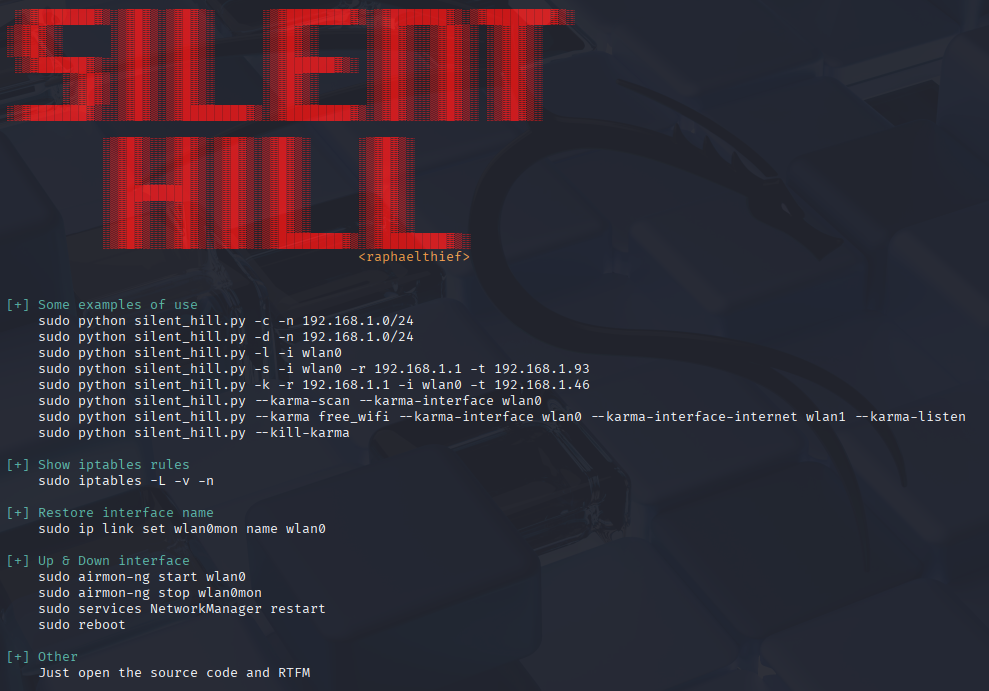 SILENT
HILL
<raphaelthief>
[+] Some examples of use
sudo python silent_hill.py -c -n 192.168.1.0/24
sudo python silent_hill.py -d -n 192.168.1.0/24
sudo python silent_hill.py -l -i wlan0
sudo python silent_hill.py -s -i wlan0 -r 192.168.1.1 -t 192.168.1.93
sudo python silent_hill.py -k -r 192.168.1.1 -i wlan0 -t 192.168.1.46
sudo python silent_hill.py --karma-scan --karma-interface wlan0
sudo python silent_hill.py --karma free_wifi --karma-interface wlan0 --karma-interface-internet wlan1 --karma-listen
sudo python silent_hill.py --kill-karma
[+] Show iptables rules
sudo iptables -L -v -n
[+] Restore interface name
sudo ip link set wlan0mon name wlan0
[+] Up & Down interface
sudo airmon-ng start wlan0
sudo airmon-ng stop wlan0mon
sudo services NetworkManager restart
sudo reboot
[+] Other
Just open the source code and RTFM